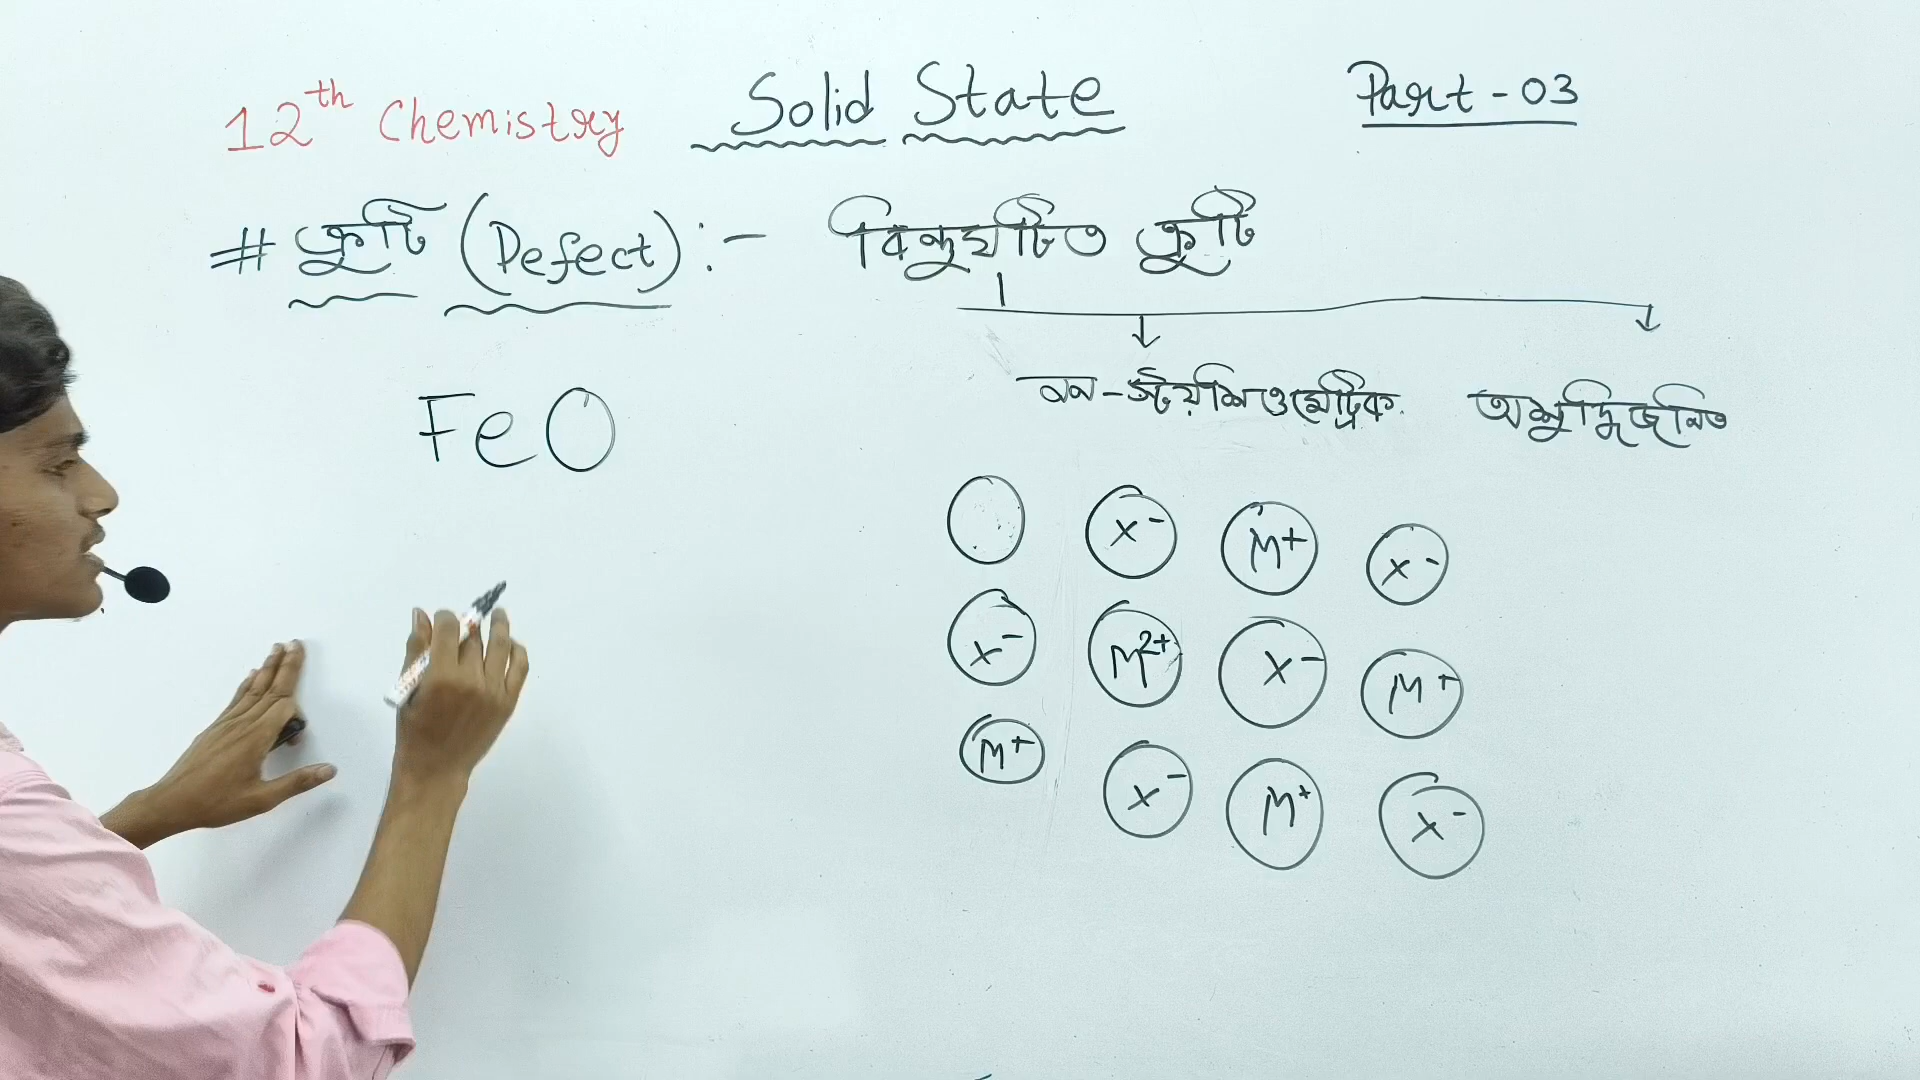 12th Chemistry Solid State Part-03
# ত্রুটি (Defect):- বিন্দুঘটিত ত্রুটি
নন-স্টয়শিওমেট্রিক অশুদ্ধিজনিত
FeO
X⁻ M⁺ X⁻
X⁻ M²⁺ X⁻ M⁺
M⁺ X⁻ M⁺ X⁻